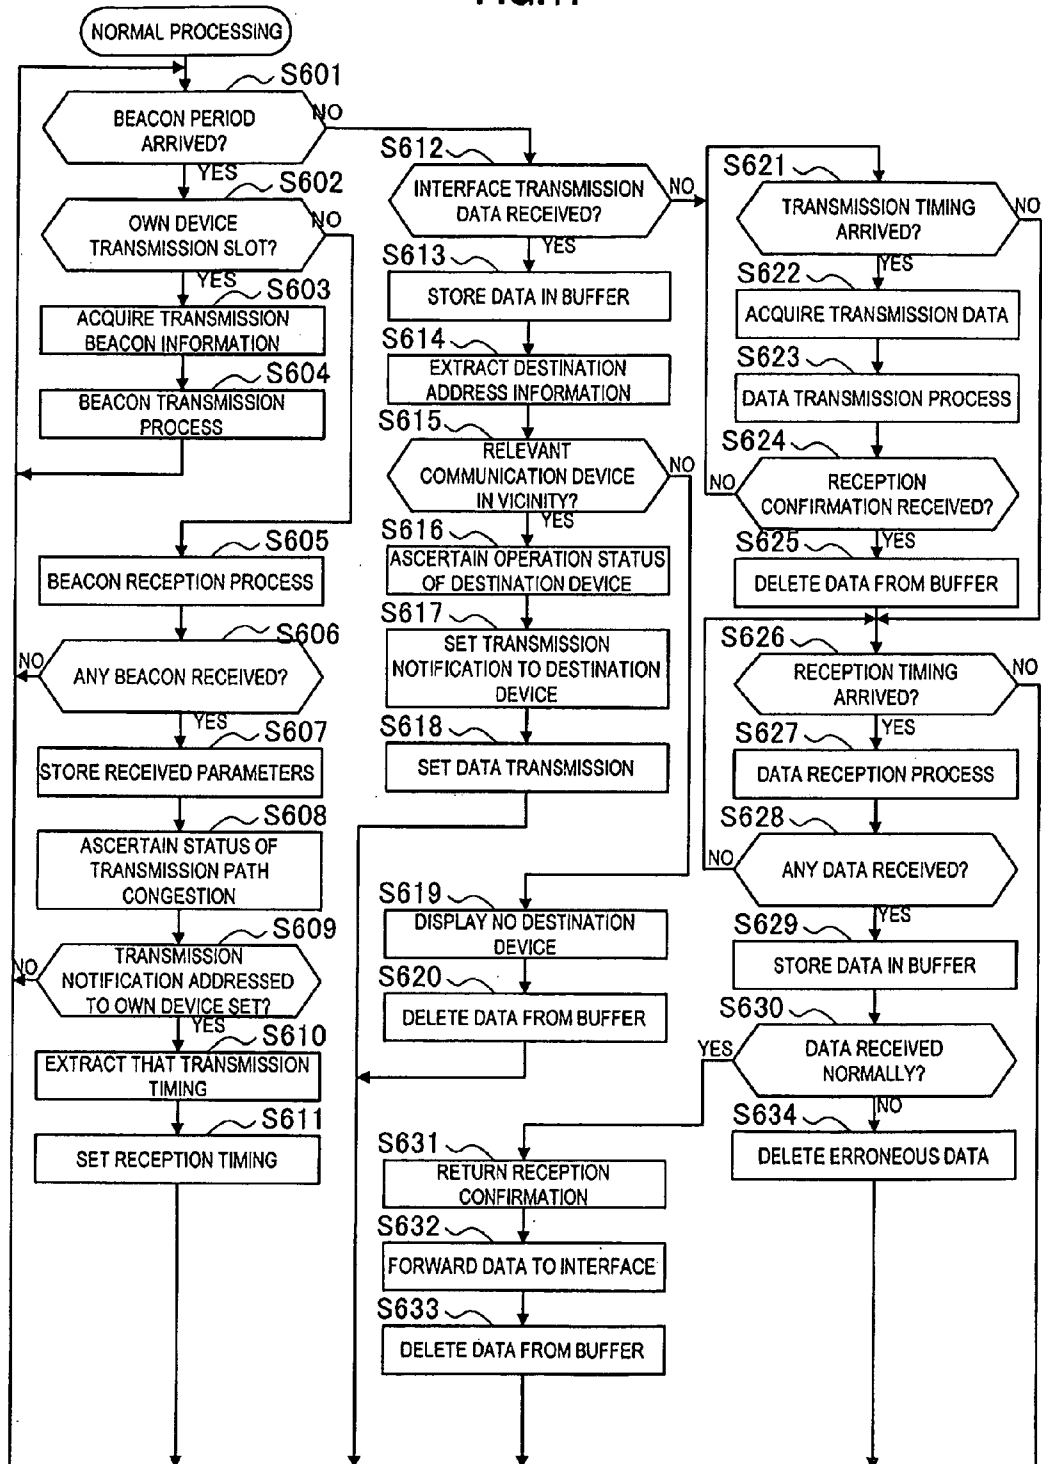 NORMAL PROCESSING
S601
BEACON PERIOD
ARRIVED?
NO
YES
S602
OWN DEVICE
TRANSMISSION SLOT?
NO
YES
S603
ACQUIRE TRANSMISSION
BEACON INFORMATION
S604
BEACON TRANSMISSION
PROCESS
S605
BEACON RECEPTION PROCESS
S606
ANY BEACON RECEIVED?
NO
YES
S607
STORE RECEIVED PARAMETERS
S608
ASCERTAIN STATUS OF
TRANSMISSION PATH
CONGESTION
S609
TRANSMISSION
NOTIFICATION ADDRESSED
TO OWN DEVICE SET?
NO
YES
S610
EXTRACT THAT TRANSMISSION
TIMING
S611
SET RECEPTION TIMING
S612
INTERFACE TRANSMISSION
DATA RECEIVED?
NO
YES
S613
STORE DATA IN BUFFER
S614
EXTRACT DESTINATION
ADDRESS INFORMATION
S615
RELEVANT
COMMUNICATION DEVICE
IN VICINITY?
NO
YES
S616
ASCERTAIN OPERATION STATUS
OF DESTINATION DEVICE
S617
SET TRANSMISSION
NOTIFICATION TO DESTINATION
DEVICE
S618
SET DATA TRANSMISSION
S619
DISPLAY NO DESTINATION
DEVICE
S620
DELETE DATA FROM BUFFER
S621
TRANSMISSION TIMING
ARRIVED?
NO
YES
S622
ACQUIRE TRANSMISSION DATA
S623
DATA TRANSMISSION PROCESS
S624
RECEPTION
CONFIRMATION RECEIVED?
NO
YES
S625
DELETE DATA FROM BUFFER
S626
RECEPTION TIMING
ARRIVED?
NO
YES
S627
DATA RECEPTION PROCESS
S628
ANY DATA RECEIVED?
NO
YES
S629
STORE DATA IN BUFFER
S630
DATA RECEIVED
NORMALLY?
YES
NO
S634
DELETE ERRONEOUS DATA
S631
RETURN RECEPTION
CONFIRMATION
S632
FORWARD DATA TO INTERFACE
S633
DELETE DATA FROM BUFFER